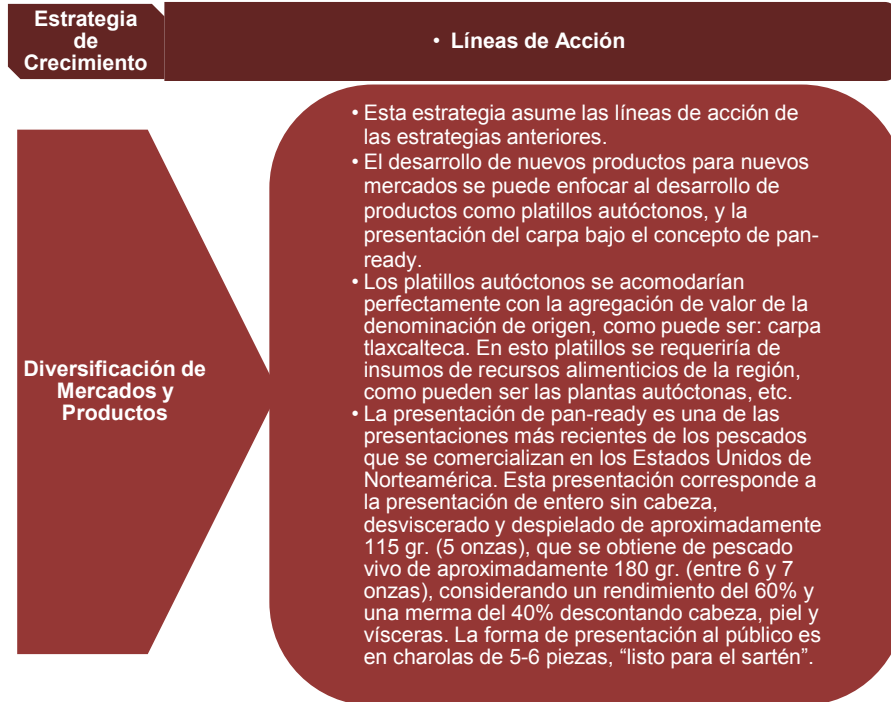 Estrategia
de
Crecimiento
• Líneas de Acción
Diversificación de
Mercados y
Productos
• Esta estrategia asume las líneas de acción de
las estrategias anteriores.
• El desarrollo de nuevos productos para nuevos
mercados se puede enfocar al desarrollo de
productos como platillos autóctonos, y la
presentación del carpa bajo el concepto de pan-
ready.
• Los platillos autóctonos se acomodarían
perfectamente con la agregación de valor de la
denominación de origen, como puede ser: carpa
tlaxcalteca. En esto platillos se requeriría de
insumos de recursos alimenticios de la región,
como pueden ser las plantas autóctonas, etc.
• La presentación de pan-ready es una de las
presentaciones más recientes de los pescados
que se comercializan en los Estados Unidos de
Norteamérica. Esta presentación corresponde a
la presentación de entero sin cabeza,
desviscerado y despielado de aproximadamente
115 gr. (5 onzas), que se obtiene de pescado
vivo de aproximadamente 180 gr. (entre 6 y 7
onzas), considerando un rendimiento del 60% y
una merma del 40% descontando cabeza, piel y
vísceras. La forma de presentación al público es
en charolas de 5-6 piezas, “listo para el sartén”.